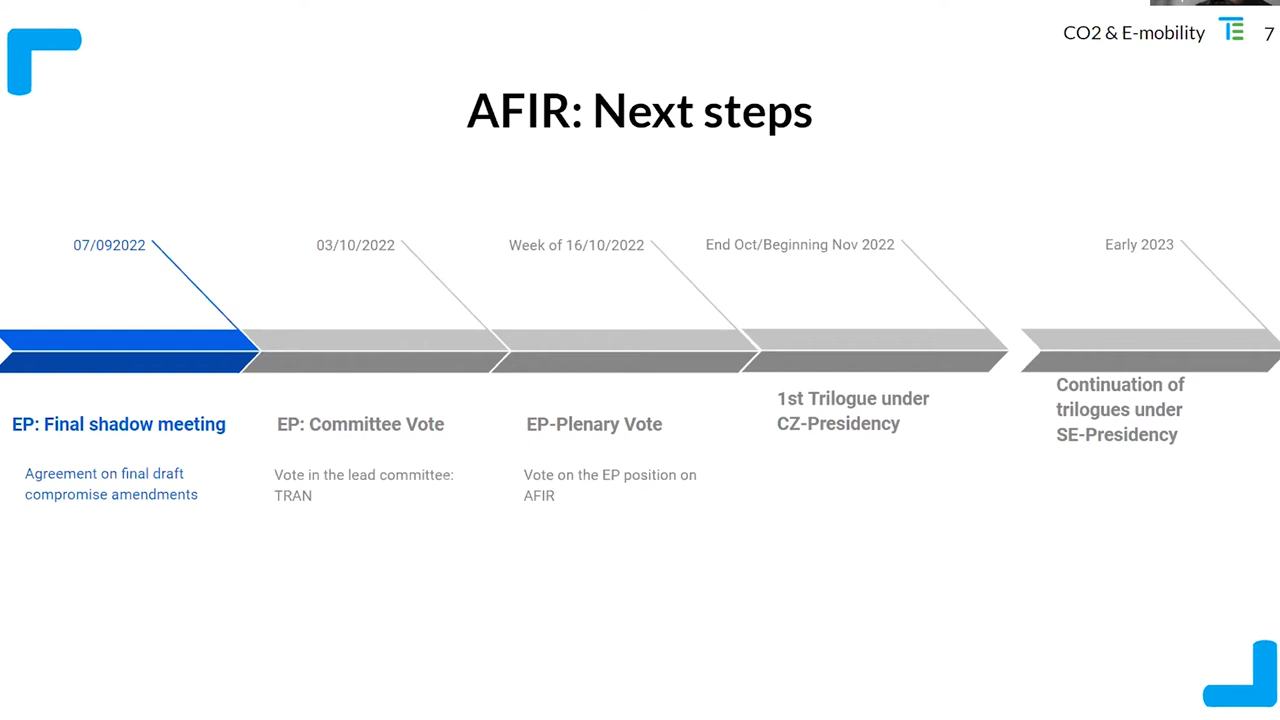 CO2 & E-mobility
TE
7
AFIR: Next steps
07/092022
03/10/2022
Week of 16/10/2022
End Oct/Beginning Nov 2022
Early 2023
EP: Final shadow meeting
Agreement on final draft
compromise amendments
EP: Committee Vote
Vote in the lead committee:
TRAN
EP-Plenary Vote
Vote on the EP position on
AFIR
1st Trilogue under
CZ-Presidency
Continuation of
trilogues under
SE-Presidency